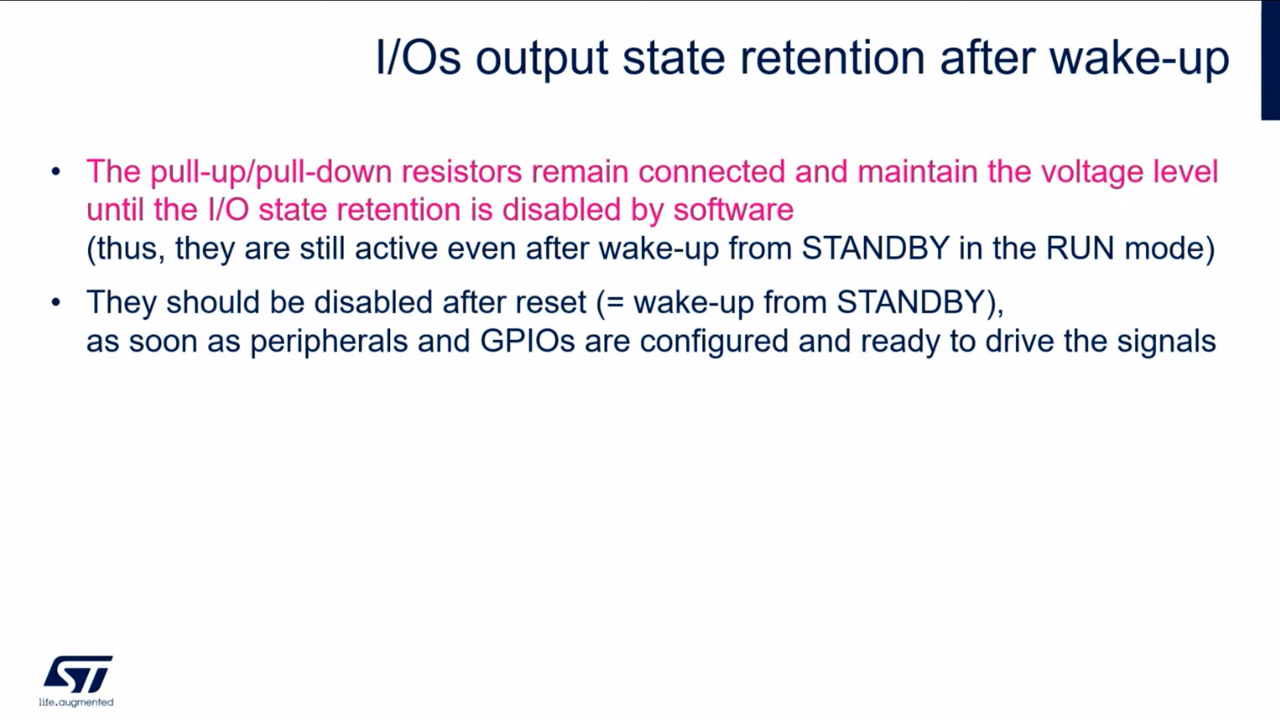 I/Os output state retention after wake-up
• The pull-up/pull-down resistors remain connected and maintain the voltage level
until the I/O state retention is disabled by software
(thus, they are still active even after wake-up from STANDBY in the RUN mode)
• They should be disabled after reset (= wake-up from STANDBY),
as soon as peripherals and GPIOs are configured and ready to drive the signals
ST
life.augmented